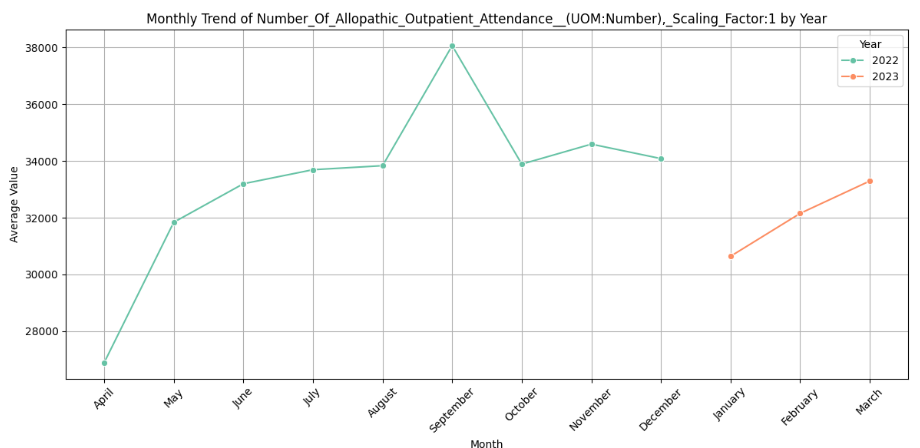 Monthly Trend of Number_Of_Allopathic_Outpatient_Attendance__(UOM:Number),_Scaling_Factor:1 by Year
Year
2022
2023
38000
36000
34000
32000
30000
28000
Average Value
April
May
June
July
August
September
October
November
December
January
February
March
Month